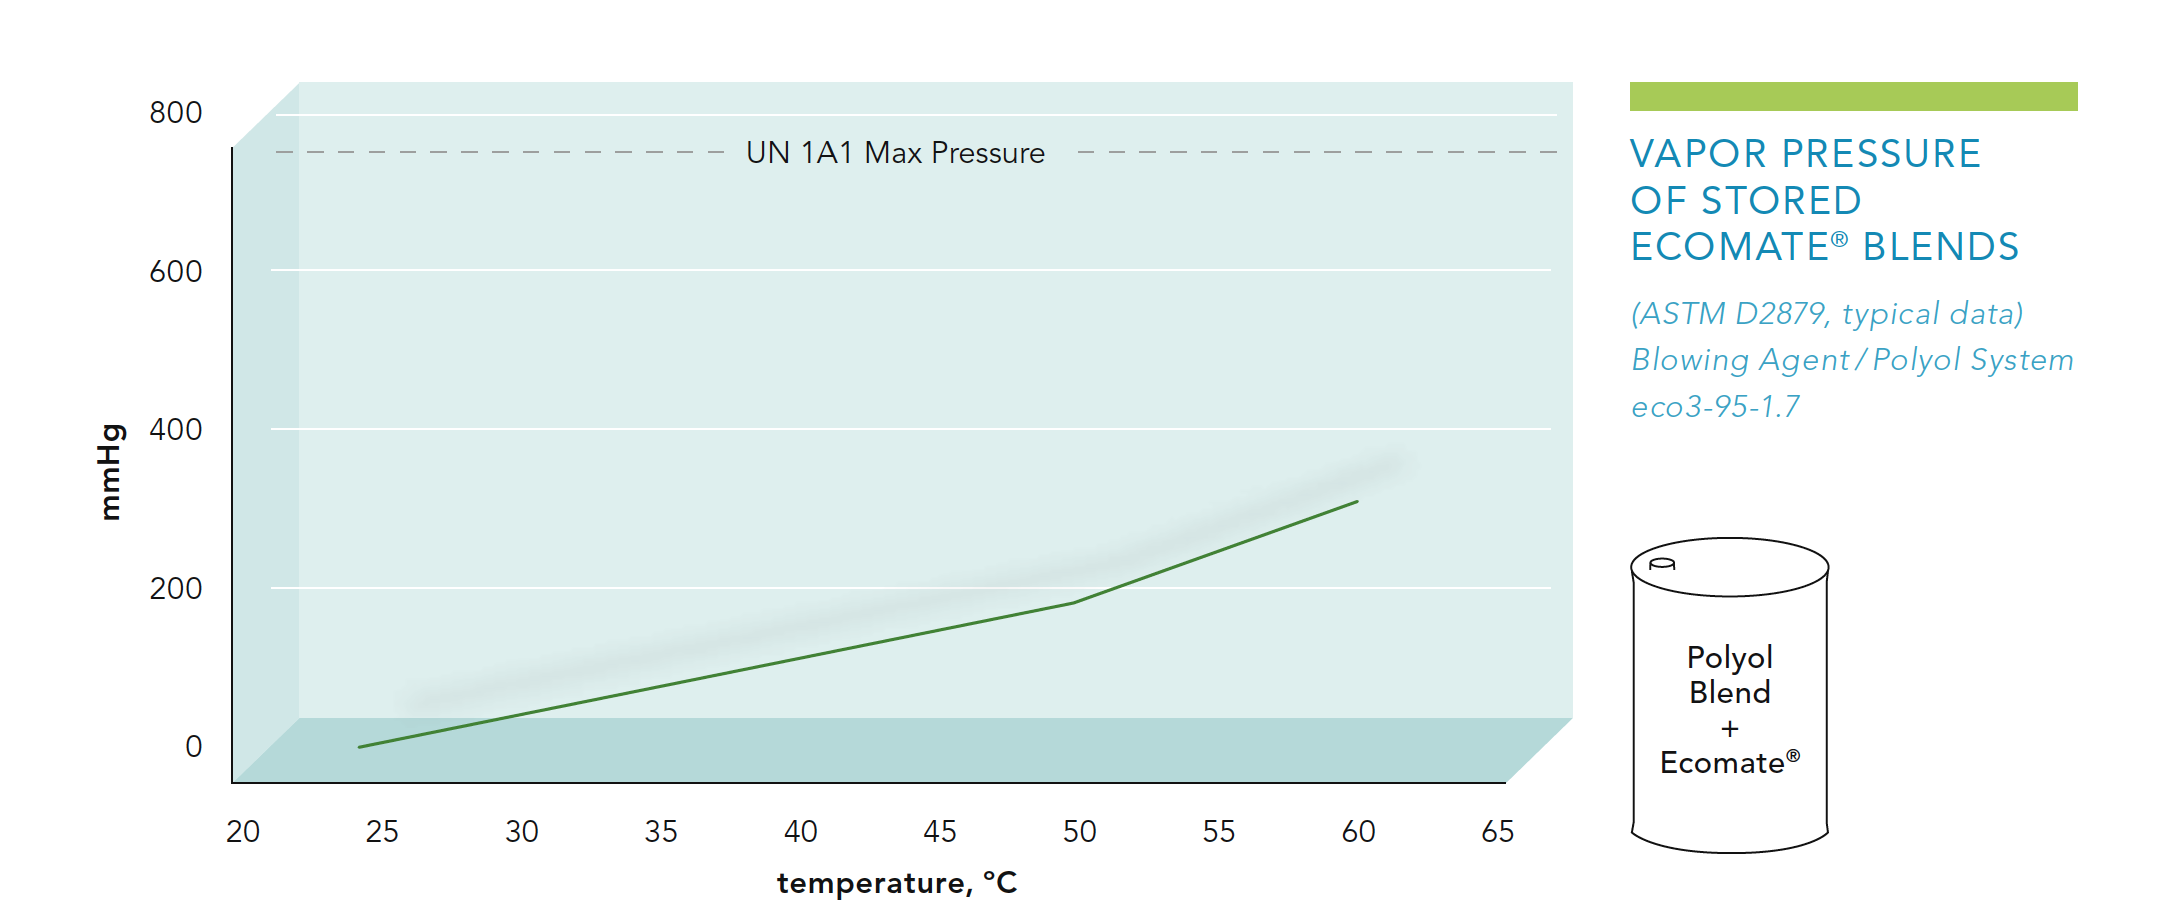 800
UN 1A1 Max Pressure
600
400
200
0
mmHg
20 25 30 35 40 45 50 55 60 65
temperature, °C
VAPOR PRESSURE
OF STORED
ECOMATE® BLENDS
(ASTM D2879, typical data)
Blowing Agent / Polyol System
eco3-95-1.7
Polyol
Blend
+
Ecomate®